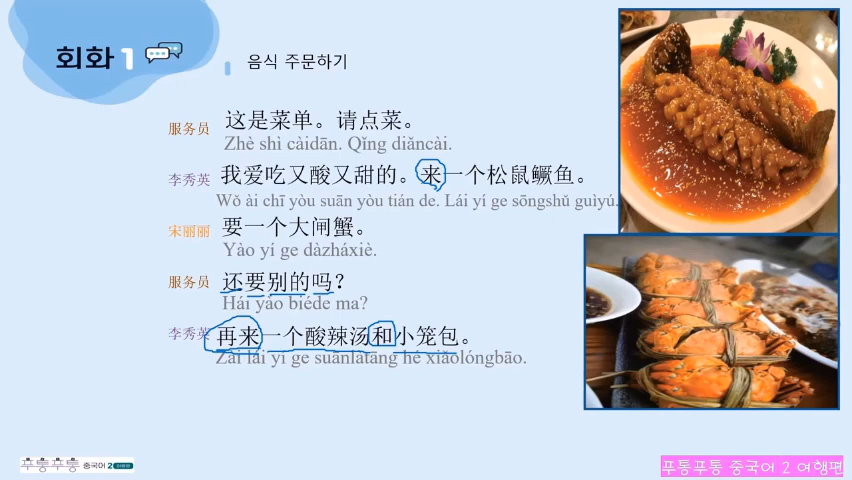 회화 1
음식 주문하기
服务员 这是菜单。请点菜。
Zhè shì càidān. Qǐng diǎncài.
李秀英 我爱吃又酸又甜的。来一个松鼠鳜鱼。
Wǒ ài chī yòu suān yòu tián de. Lái yí ge sōngshǔ guìyú.
宋丽丽 要一个大闸蟹。
Yào yí ge dàzháxiè.
服务员 还要别的吗？
Hái yào biéde ma?
李秀英 再来一个酸辣汤和小笼包。
Zài lái yí ge suānlàtāng hé xiǎolóngbāo.
푸통푸통 중국어 2
푸통푸통 중국어 2 여행편